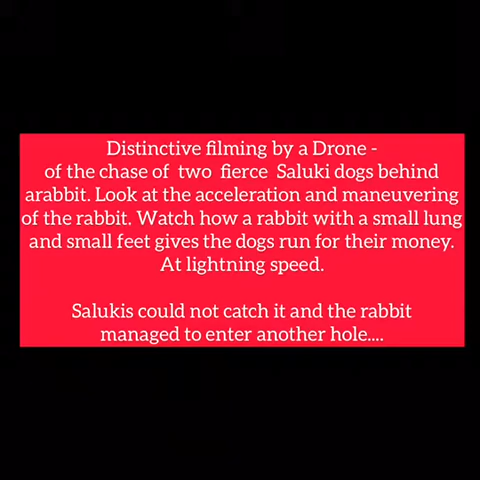 Distinctive filming by a Drone -
of the chase of two fierce Saluki dogs behind
arabbit. Look at the acceleration and maneuvering
of the rabbit. Watch how a rabbit with a small lung
and small feet gives the dogs run for their money.
At lightning speed.
Salukis could not catch it and the rabbit
managed to enter another hole....